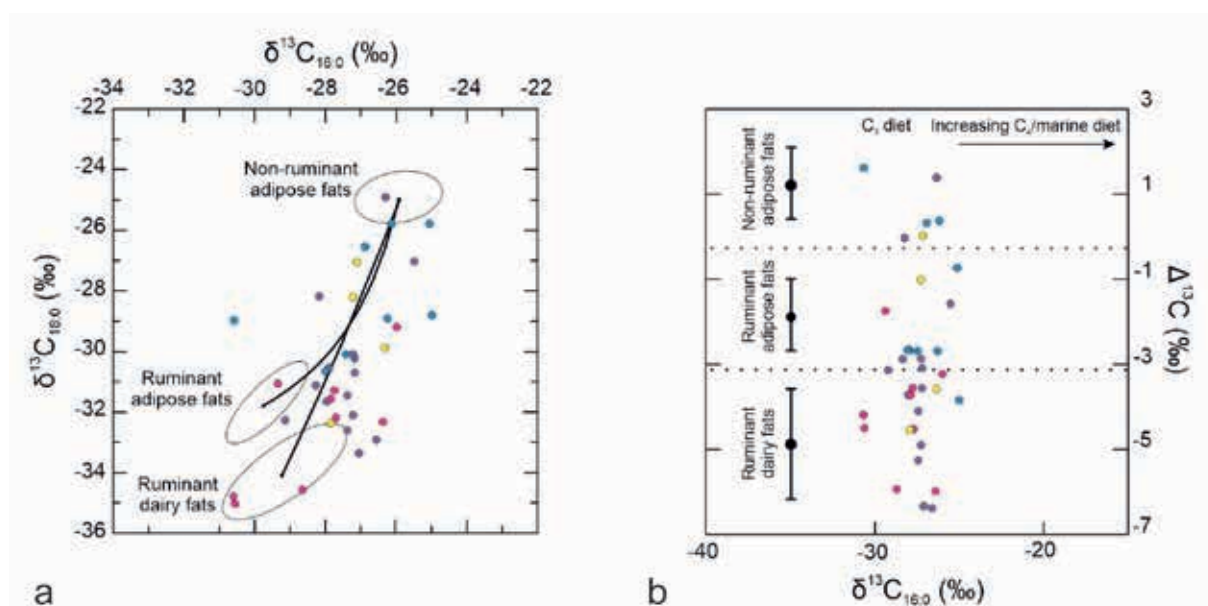 δ¹³C₁₆:₀ (‰)
-34 -32 -30 -28 -26 -24 -22
-22
-24
-26
-28
-30
-32
-34
-36
δ¹³C₁₈:₀ (‰)
Non-ruminant
adipose fats
Ruminant
adipose fats
Ruminant
dairy fats
a
C₃ diet
Increasing C₄/marine diet
Non-ruminant
adipose fats
Ruminant
adipose fats
Ruminant
dairy fats
3
1
-1
-3
-5
-7
Δ¹³C (‰)
-40 -30 -20
δ¹³C₁₆:₀ (‰)
b